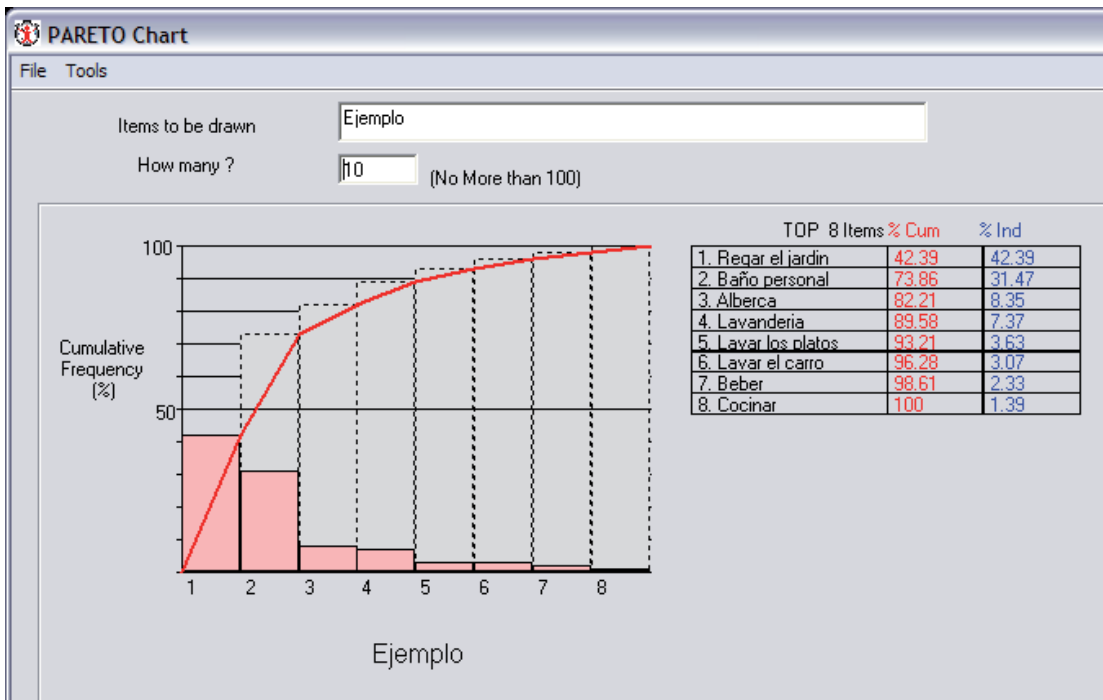 PARETO Chart
File Tools
Items to be drawn Ejemplo
How many ? 10 (No More than 100)
TOP 8 Items % Cum % Ind
1. Regar el jardin 42.39 42.39
2. Baño personal 73.86 31.47
3. Alberca 82.21 8.35
4. Lavanderia 89.58 7.37
5. Lavar los platos 93.21 3.63
6. Lavar el carro 96.28 3.07
7. Beber 98.61 2.33
8. Cocinar 100 1.39
100
Cumulative
Frequency
(%)
50
1 2 3 4 5 6 7 8
Ejemplo